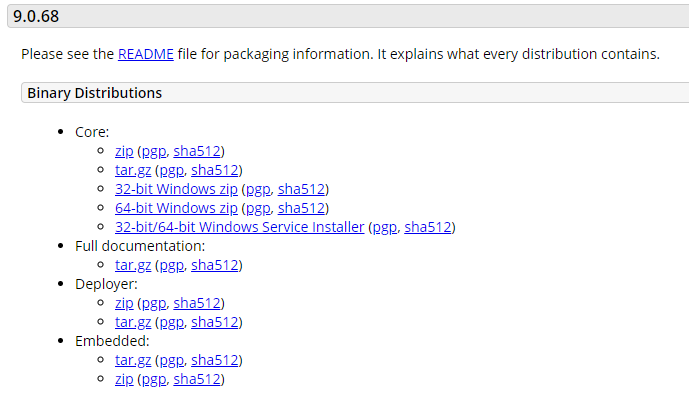 9.0.68
Please see the README file for packaging information. It explains what every distribution contains.
Binary Distributions
Core:
zip (pgp, sha512)
tar.gz (pgp, sha512)
32-bit Windows zip (pgp, sha512)
64-bit Windows zip (pgp, sha512)
32-bit/64-bit Windows Service Installer (pgp, sha512)
Full documentation:
tar.gz (pgp, sha512)
Deployer:
zip (pgp, sha512)
tar.gz (pgp, sha512)
Embedded:
tar.gz (pgp, sha512)
zip (pgp, sha512)